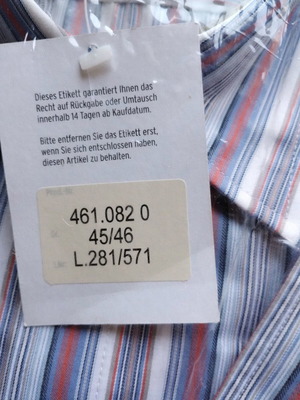 Dieses Etikett garantiert Ihnen das
Recht auf Rückgabe oder Umtausch
innerhalb 14 Tagen ab Kaufdatum.
Bitte entfernen Sie das Etikett erst,
wenn Sie sich entschlossen haben,
diesen Artikel zu behalten.
461.082 0
45/46
L.281/571